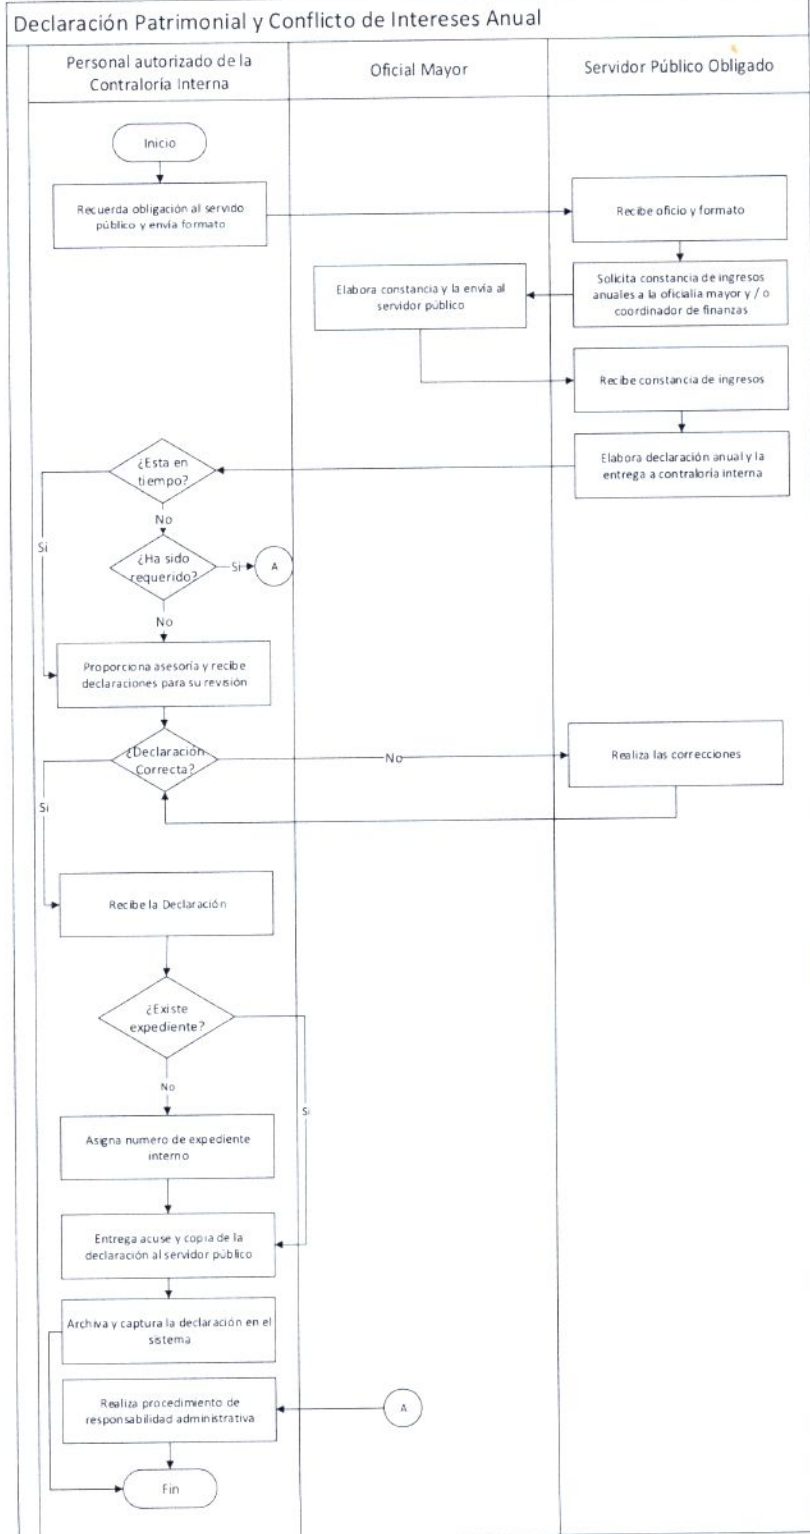 Declaración Patrimonial y Conflicto de Intereses Anual
Personal autorizado de la
Contraloría Interna
Oficial Mayor
Servidor Público Obligado
Inicio
Recuerda obligación al servido
público y envía formato
Recibe oficio y formato
Elabora constancia y la envía al
servidor público
Solicita constancia de ingresos
anuales a la oficialia mayor y / o
coordinador de finanzas
Recibe constancia de ingresos
Elabora declaración anual y la
entrega a contraloría interna
¿Esta en
tiempo?
No
Si
¿Ha sido
requerido?
Si
A
No
Proporciona asesoría y recibe
declaraciones para su revisión
¿Declaración
Correcta?
No
Realiza las correcciones
Si
Recibe la Declaración
¿Existe
expediente?
No
Si
Asigna numero de expediente
interno
Entrega acuse y copia de la
declaración al servidor público
Archiva y captura la declaración en el
sistema
Realiza procedimiento de
responsabilidad administrativa
A
Fin